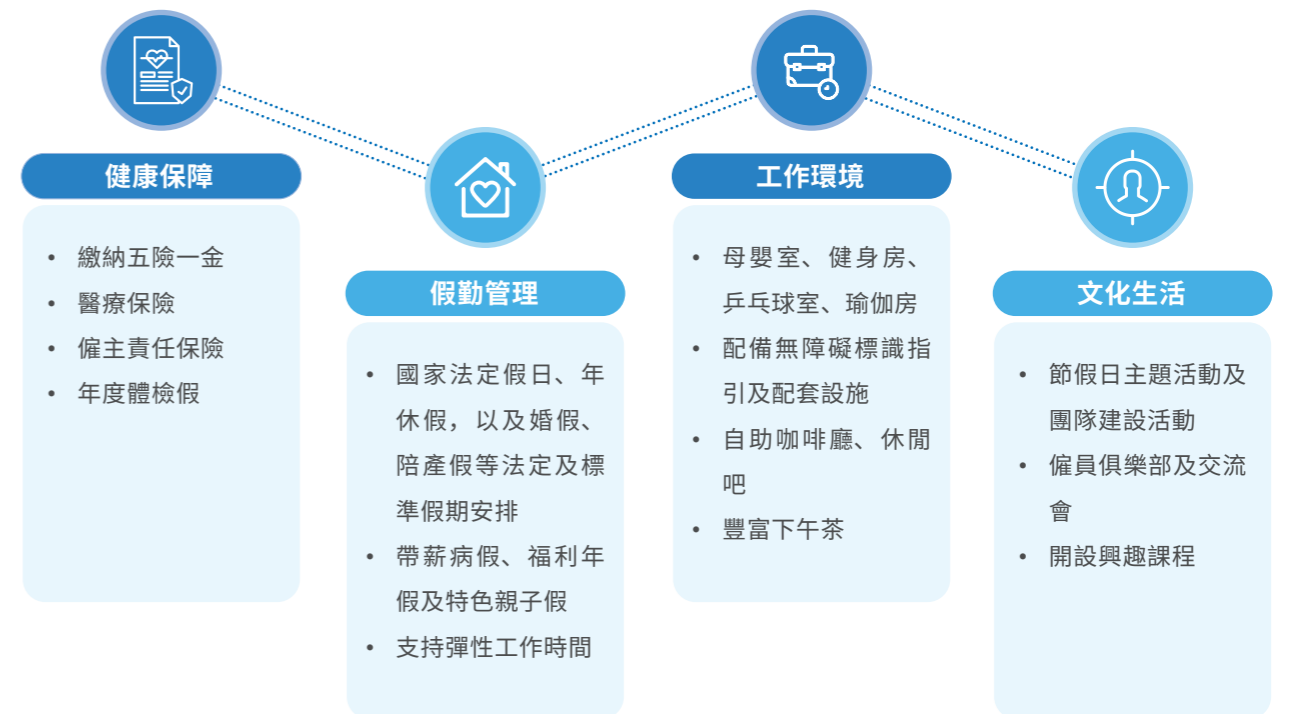 健康保障
• 繳納五險一金
• 醫療保險
• 僱主責任保險
• 年度體檢假
假勤管理
• 國家法定假日、年
休假，以及婚假、
陪產假等法定及標
準假期安排
• 帶薪病假、福利年
假及特色親子假
• 支持彈性工作時間
工作環境
• 母嬰室、健身房、
乒乓球室、瑜伽房
• 配備無障礙標識指
引及配套設施
• 自助咖啡廳、休閒
吧
• 豐富下午茶
文化生活
• 節假日主題活動及
團隊建設活動
• 僱員俱樂部及交流
會
• 開設興趣課程